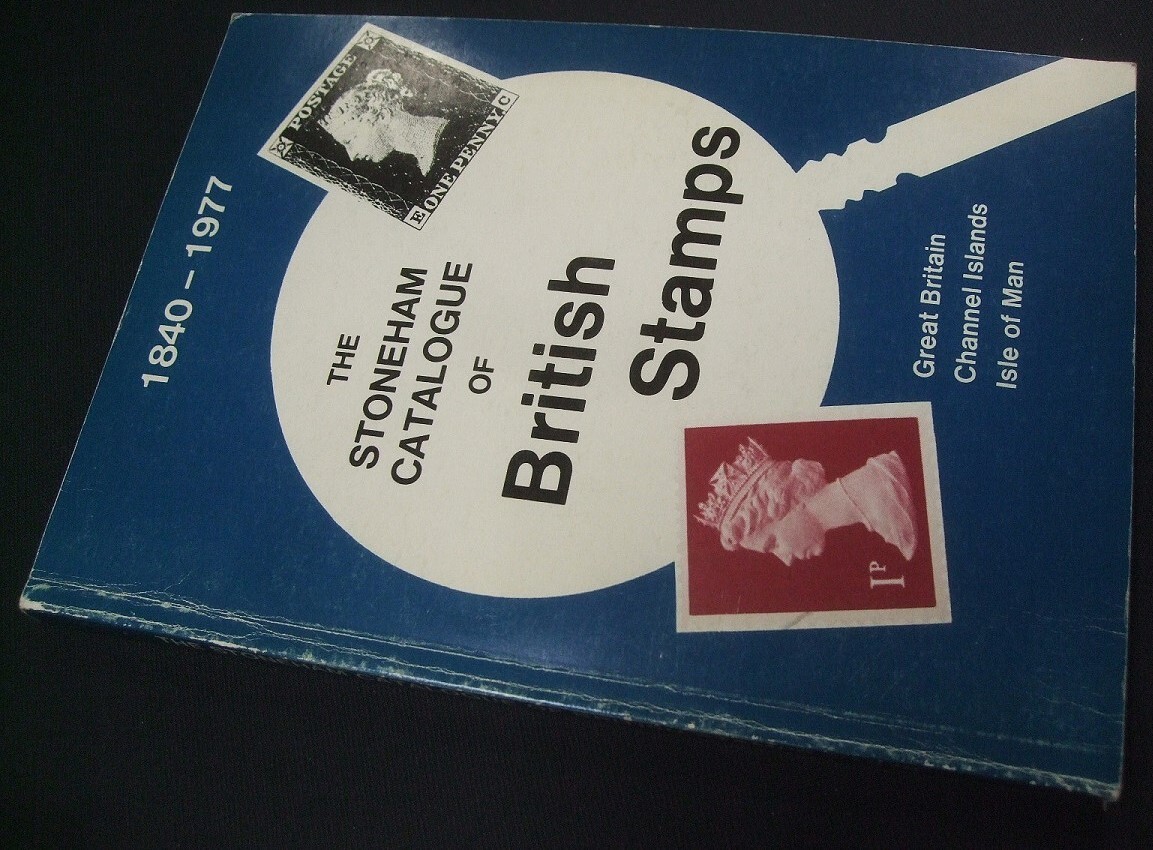 1840 – 1977
POSTAGE
E ONE PENNY C
THE
STONEHAM
CATALOGUE
OF
British
Stamps
Great Britain
Channel Islands
Isle of Man
1P